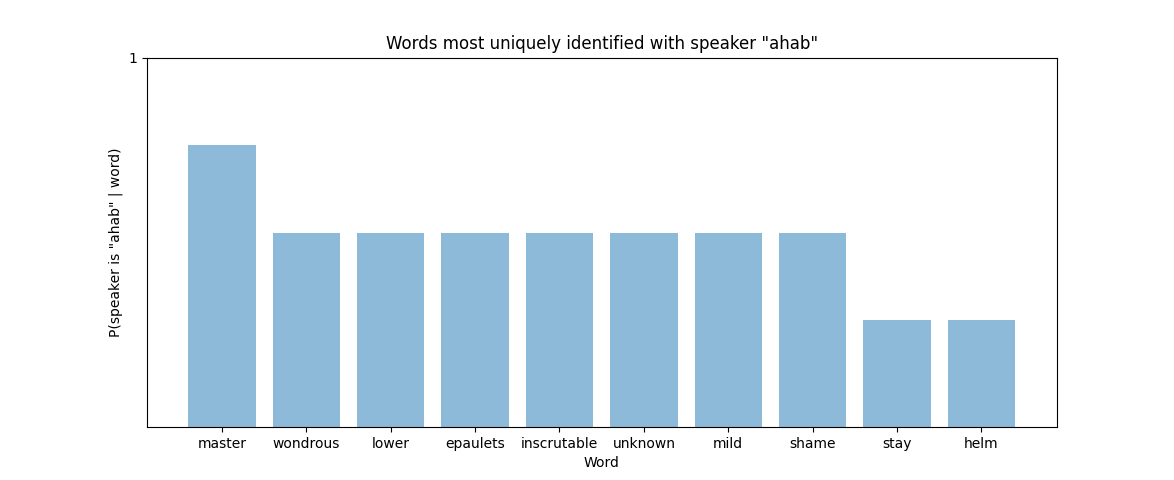 Words most uniquely identified with speaker "ahab"
1
P(speaker is "ahab" | word)
master wondrous lower epaulets inscrutable unknown mild shame stay helm
Word